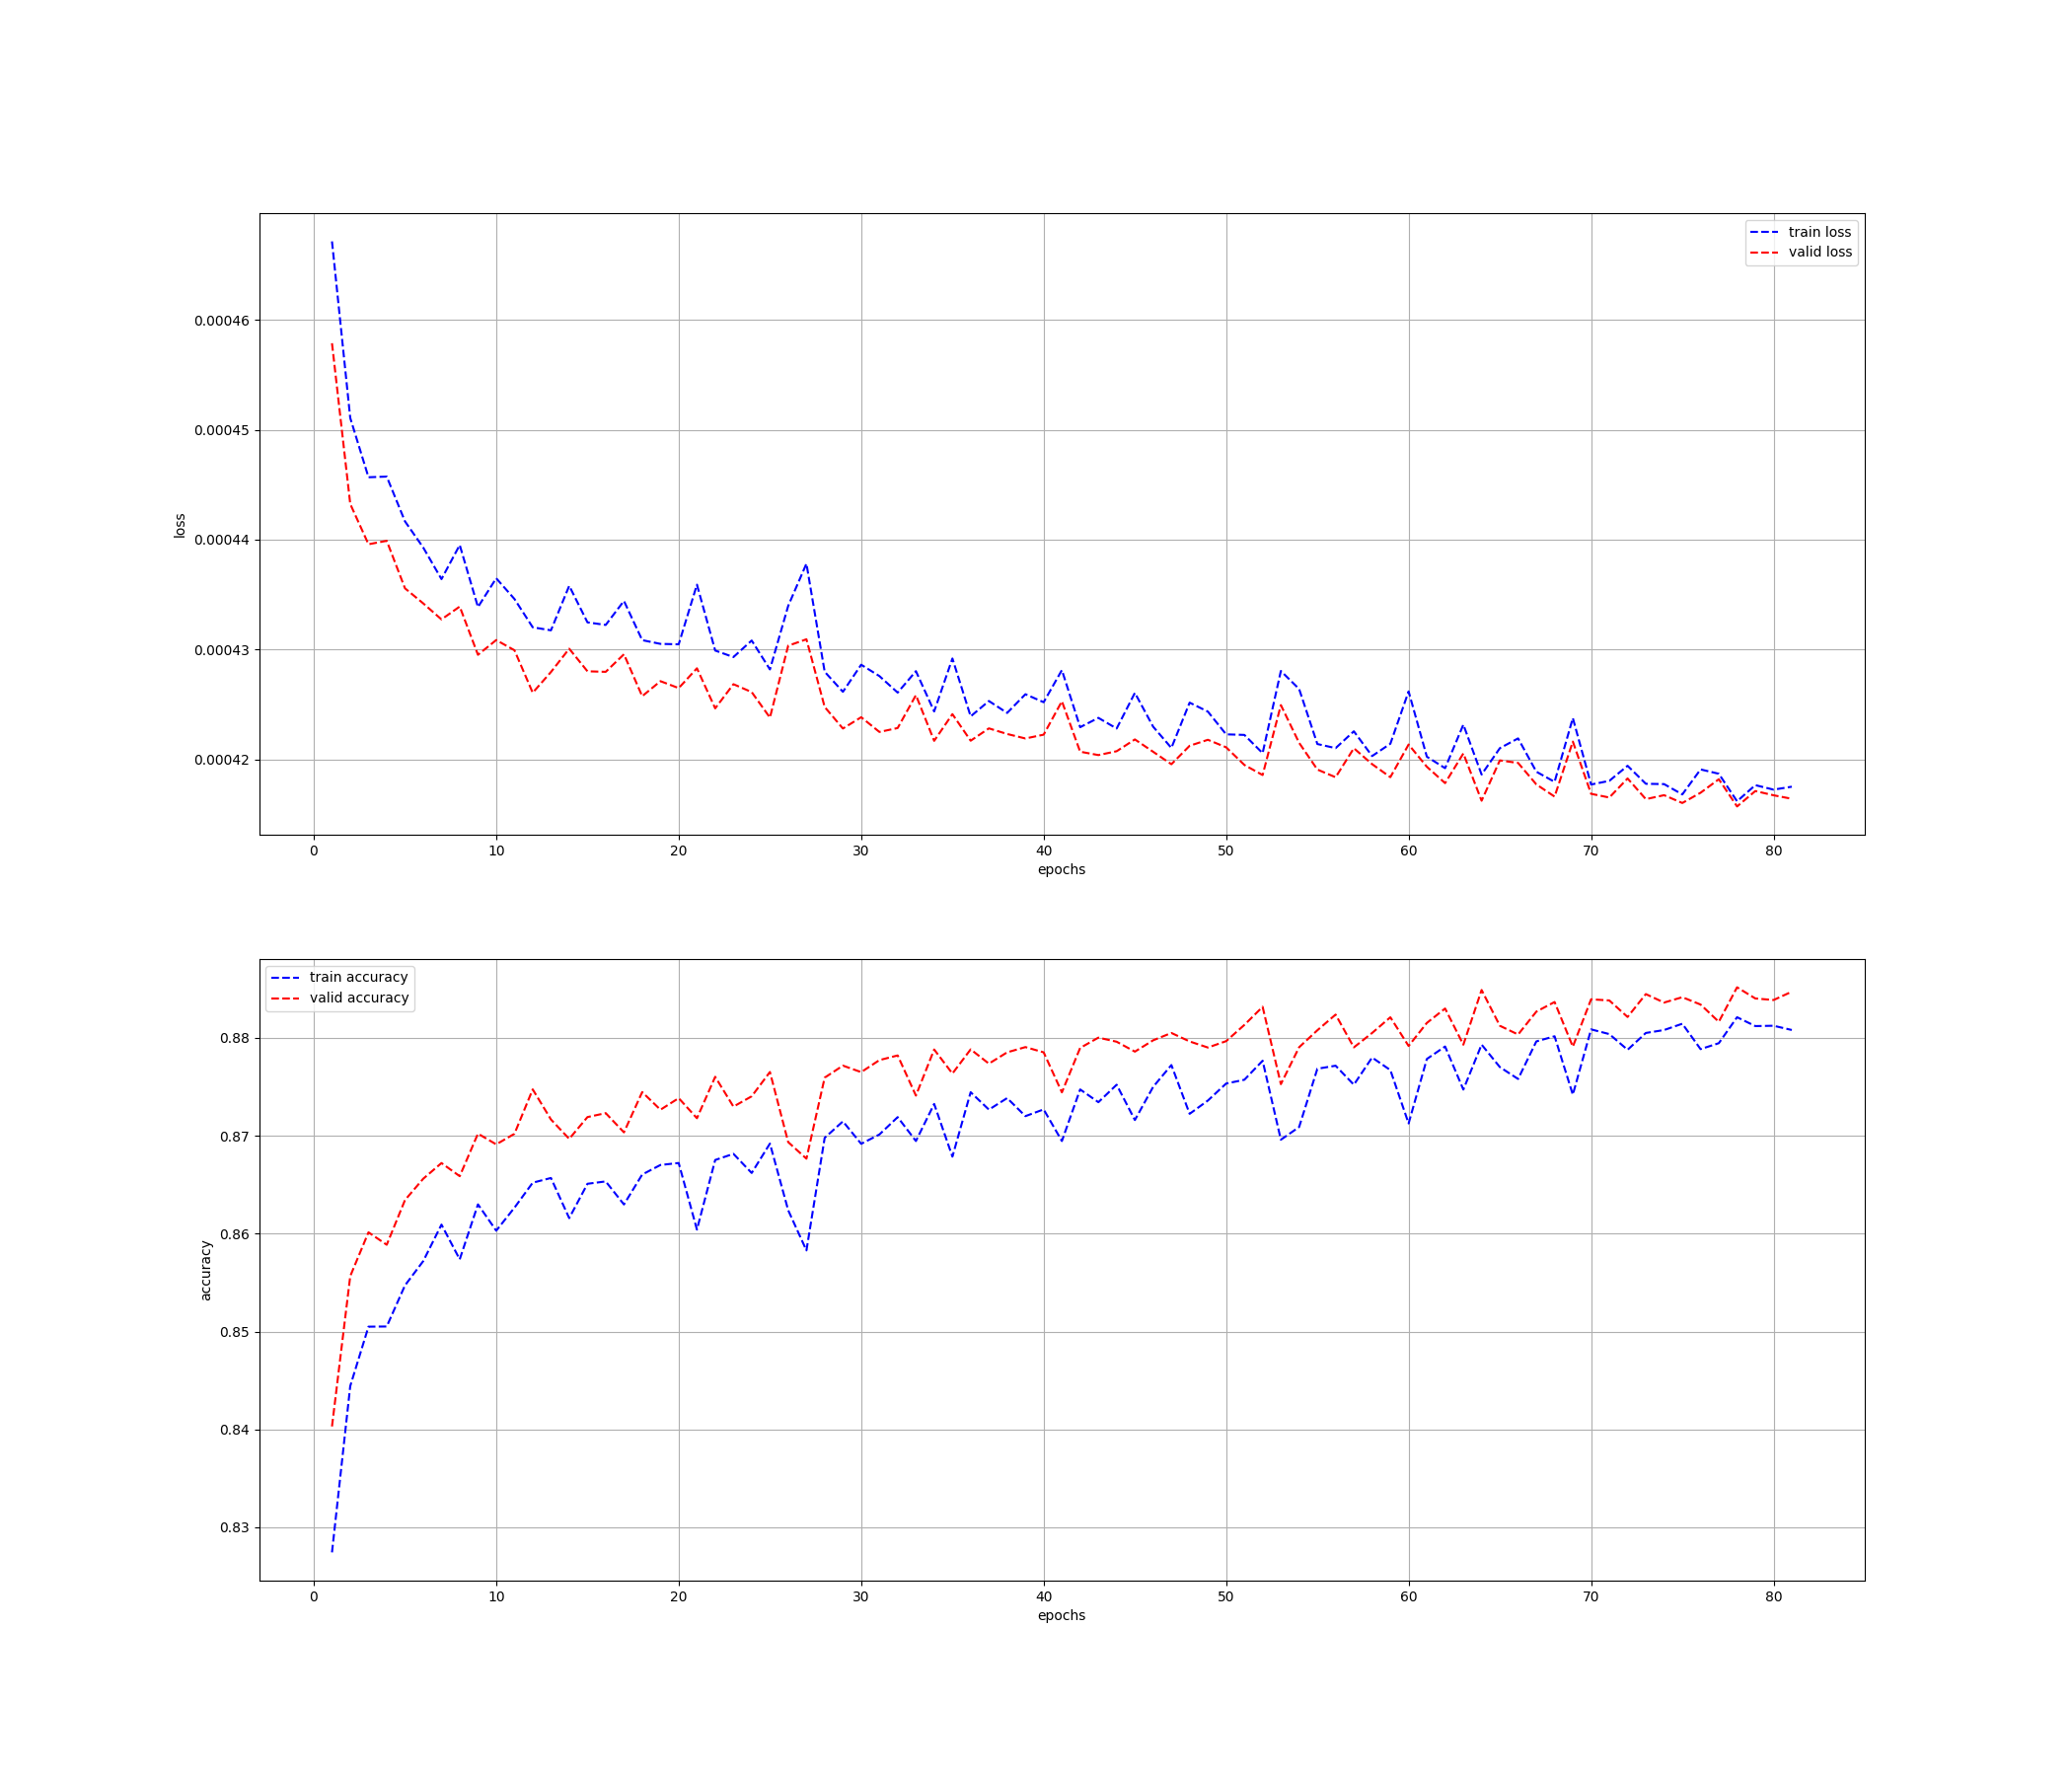 train loss
valid loss
0.00046
0.00045
0.00044
0.00043
0.00042
loss
0 10 20 30 40 50 60 70 80
epochs
train accuracy
valid accuracy
0.88
0.87
0.86
0.85
0.84
0.83
accuracy
0 10 20 30 40 50 60 70 80
epochs